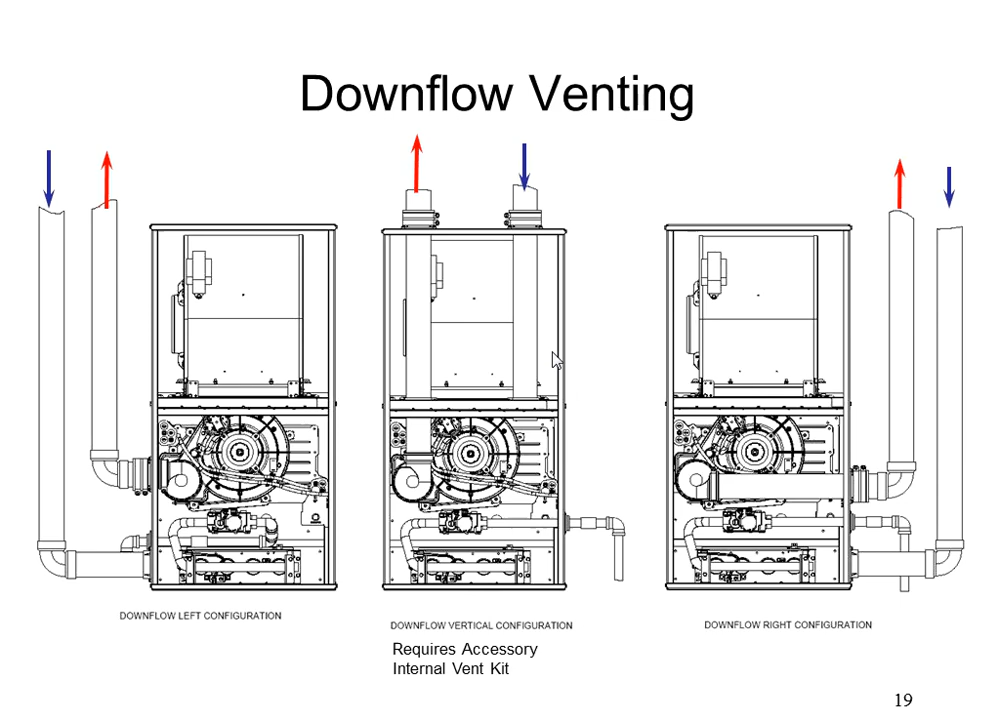 Downflow Venting
DOWNFLOW LEFT CONFIGURATION
DOWNFLOW VERTICAL CONFIGURATION
DOWNFLOW RIGHT CONFIGURATION
Requires Accessory
Internal Vent Kit
19